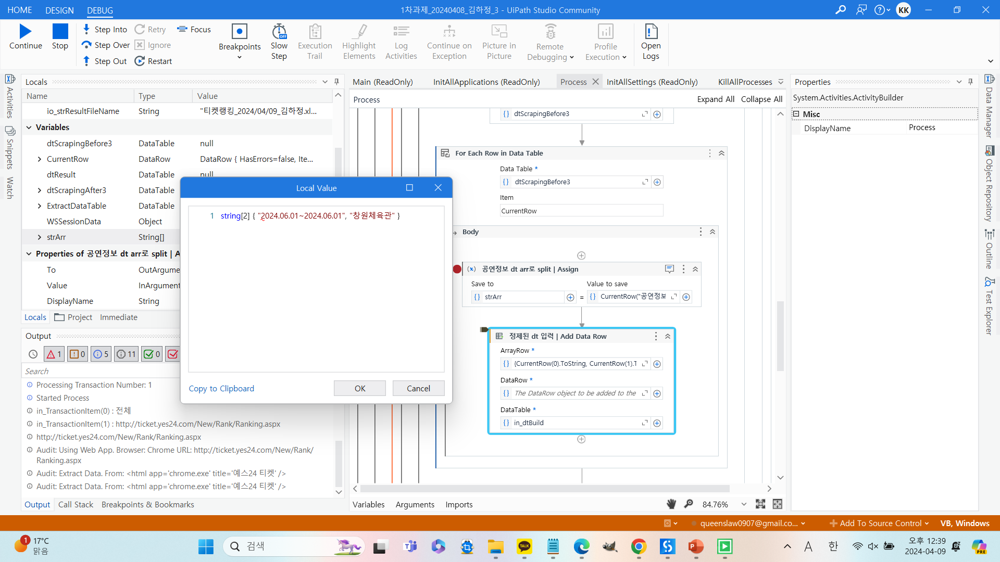 HOME DESIGN DEBUG
1차과제_20240408_김하정_3 - UiPath Studio Community
KK
Continue
Stop
Step Into
Step Over
Step Out
Retry
Ignore
Restart
Focus
Breakpoints
Slow Step
OFF
Execution Trail
Highlight Elements
Log Activities
Continue on Exception
Picture in Picture
Remote Debugging
Profile Execution
Open Logs
Activities
Snippets
Watch
Locals
Name Type Value
io_strResultFileName String "티켓랭킹_2024/04/09_김하정.xl...
Variables
dtScrapingBefore3 DataTable null
CurrentRow DataRow DataRow { HasErrors=false, Ite...
dtResult DataTable null
dtScrapingAfter3 DataTable
ExtractDataTable DataTable
WSSessionData Object
strArr String[]
Properties of 공연정보 dt arr로 split | A
To OutArgume
Value InArgument
DisplayName String
Locals Project Immediate
Output
1 0 5 11 0
Search
Processing Transaction Number: 1
Started Process
in_TransactionItem(0) : 전체
in_TransactionItem(1) : http://ticket.yes24.com/New/Rank/Ranking.aspx
http://ticket.yes24.com/New/Rank/Ranking.aspx
Audit: Using Web App. Browser: Chrome URL: http://ticket.yes24.com/New/Rank/
Ranking.aspx
Audit: Extract Data. From: <html app='chrome.exe' title='예스24 티켓' />
Audit: Extract Data. From: <html app='chrome.exe' title='예스24 티켓' />
Output Call Stack Breakpoints & Bookmarks
Local Value
1 string[2] { "2024.06.01~2024.06.01", "창원체육관" }
Copy to Clipboard
OK
Cancel
Main (ReadOnly) InitAllApplications (ReadOnly) Process InitAllSettings (ReadOnly) KillAllProcesses
Process
Expand All Collapse All
dtScrapingBefore3
For Each Row in Data Table
Data Table *
dtScrapingBefore3
Item
CurrentRow
Body
공연정보 dt arr로 split | Assign
Save to Value to save
strArr = CurrentRow("공연정보
정제된 dt 입력 | Add Data Row
ArrayRow *
{CurrentRow(0).ToString, CurrentRow(1).T
DataRow *
The DataRow object to be added to the
DataTable *
in_dtBuild
Variables Arguments Imports
84.76%
Properties
System.Activities.ActivityBuilder
Misc
DisplayName Process
Data Manager
Object Repository
Outline
Test Explorer
queenslaw0907@gmail.co...
Add To Source Control
VB, Windows
1
17°C
맑음
검색
TALK
A
한
오후 12:39
2024-04-09
PRE